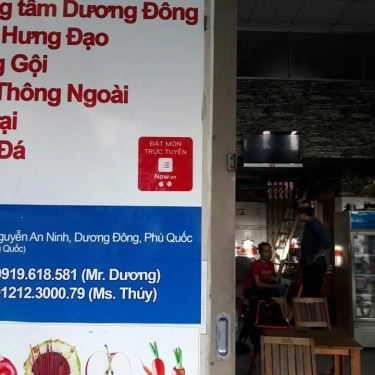 tâm Dương Đông
Hưng Đạo
Gội
Thông Ngoài
ại
Đá
ĐẶT MÓN
TRỰC TUYẾN
Now.vn
guyễn An Ninh, Dương Đông, Phú Quốc
Quốc)
0919.618.581 (Mr. Dương)
1212.3000.79 (Ms. Thúy)